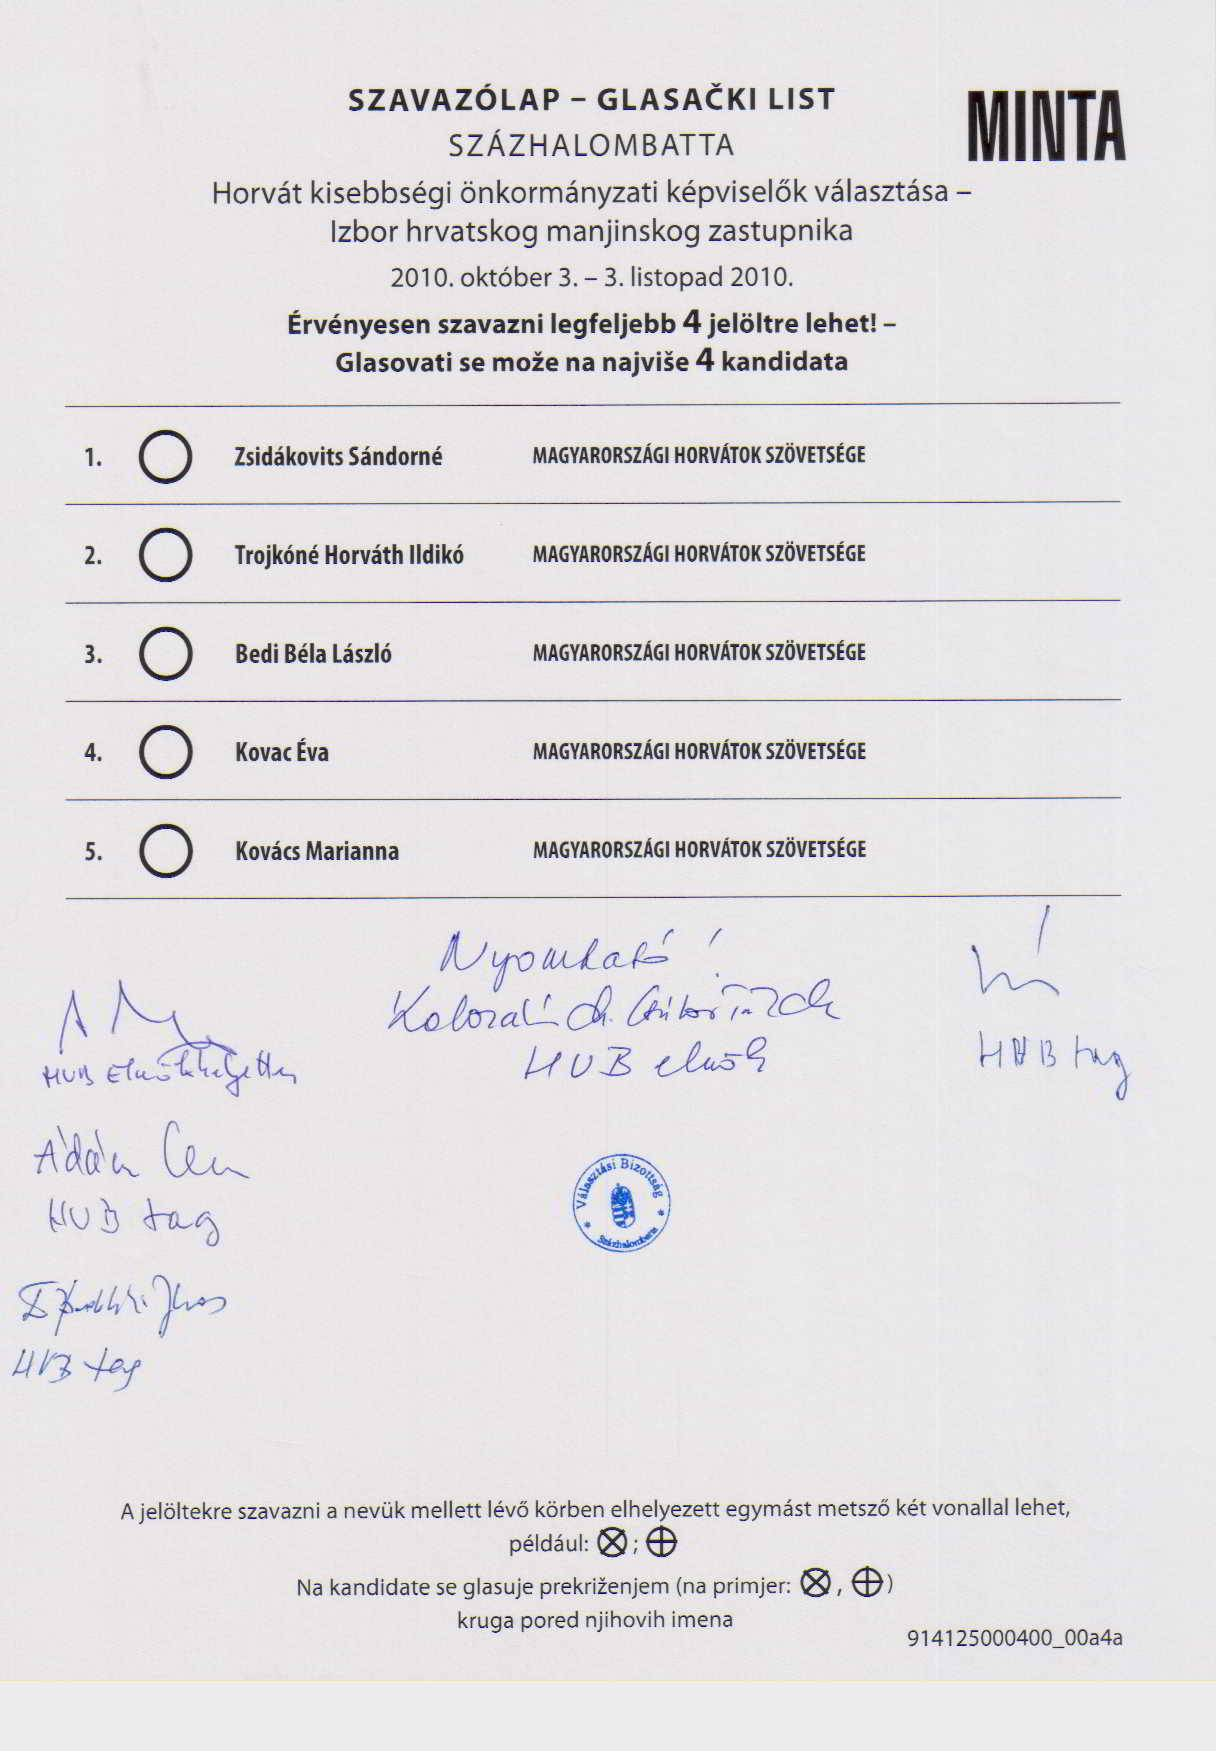 SZAVAZÓLAP – GLASAČKI LIST
MINTA
SZÁZHALOMBATTA
Horvát kisebbségi önkormányzati képviselők választása –
Izbor hrvatskog manjinskog zastupnika
2010. október 3. – 3. listopad 2010.
Érvényesen szavazni legfeljebb 4 jelöltre lehet! –
Glasovati se može na najviše 4 kandidata
1. Zsidákovits Sándorné MAGYARORSZÁGI HORVÁTOK SZÖVETSÉGE
2. Trojkóné Horváth Ildikó MAGYARORSZÁGI HORVÁTOK SZÖVETSÉGE
3. Bedi Béla László MAGYARORSZÁGI HORVÁTOK SZÖVETSÉGE
4. Kovac Éva MAGYARORSZÁGI HORVÁTOK SZÖVETSÉGE
5. Kovács Marianna MAGYARORSZÁGI HORVÁTOK SZÖVETSÉGE
Nyomható!
HVB elnök
HVB tag
HVB Elnökhelyettes
Ádám
HVB tag
HVB tag
Választási Bizottság
Százhalombatta
A jelöltekre szavazni a nevük mellett lévő körben elhelyezett egymást metsző két vonallal lehet,
például: ;
Na kandidate se glasuje prekriženjem (na primjer: , )
kruga pored njihovih imena
914125000400_00a4a